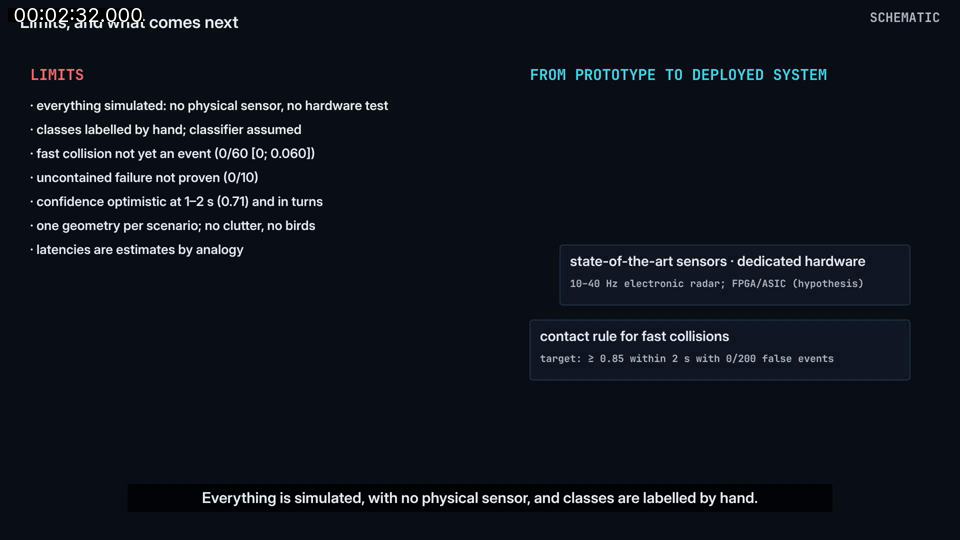 00:02:32.000
Limits, and what comes next
SCHEMATIC
LIMITS
· everything simulated: no physical sensor, no hardware test
· classes labelled by hand; classifier assumed
· fast collision not yet an event (0/60 [0; 0.060])
· uncontained failure not proven (0/10)
· confidence optimistic at 1–2 s (0.71) and in turns
· one geometry per scenario; no clutter, no birds
· latencies are estimates by analogy
FROM PROTOTYPE TO DEPLOYED SYSTEM
state-of-the-art sensors · dedicated hardware
10–40 Hz electronic radar; FPGA/ASIC (hypothesis)
contact rule for fast collisions
target: ≥ 0.85 within 2 s with 0/200 false events
Everything is simulated, with no physical sensor, and classes are labelled by hand.